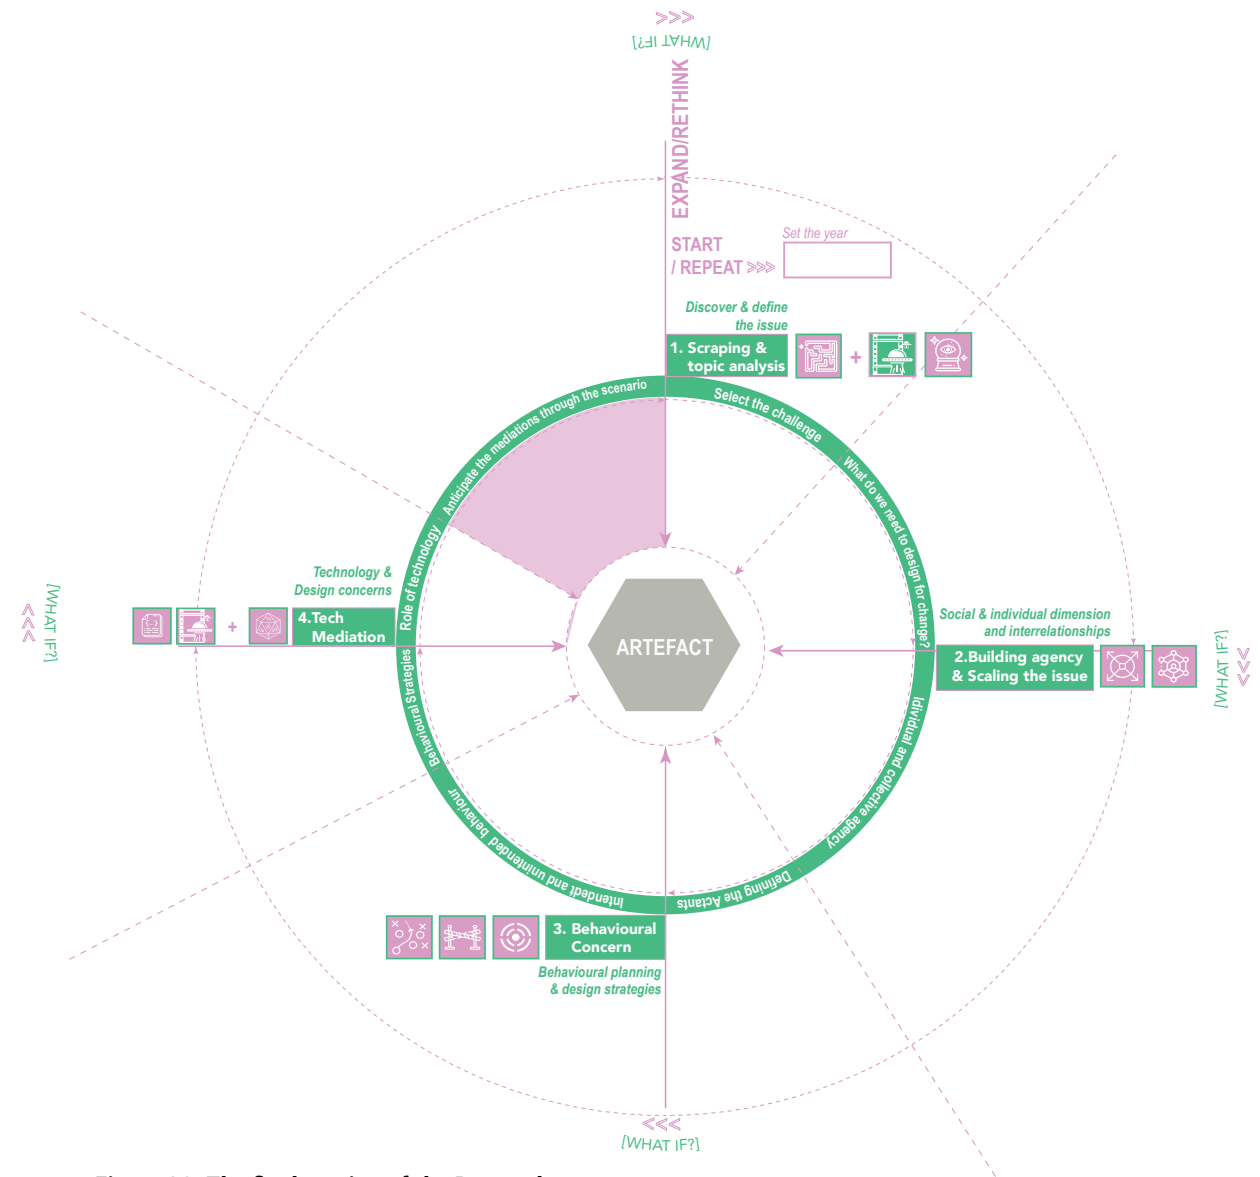 >>>
[WHAT IF?]
EXPAND/RETHINK
START
/ REPEAT >>>
Set the year
Discover & define
the issue
1. Scraping &
topic analysis
+
Select the challenge
What do we need to design for change?
Social & individual dimension
and interrelationships
2.Building agency
& Scaling the issue
[WHAT IF?]
>>>
Idividual and collective agency
Defining the Actants
3. Behavioural
Concern
Behavioural planning
& design strategies
<<<
[WHAT IF?]
Intendedt and unintended behaviour
Behavioural Strategies
Technology &
Design concerns
+
4.Tech
Mediation
[WHAT IF?]
>>>
Role of technology
Anticipate the mediations through the scenario
ARTEFACT